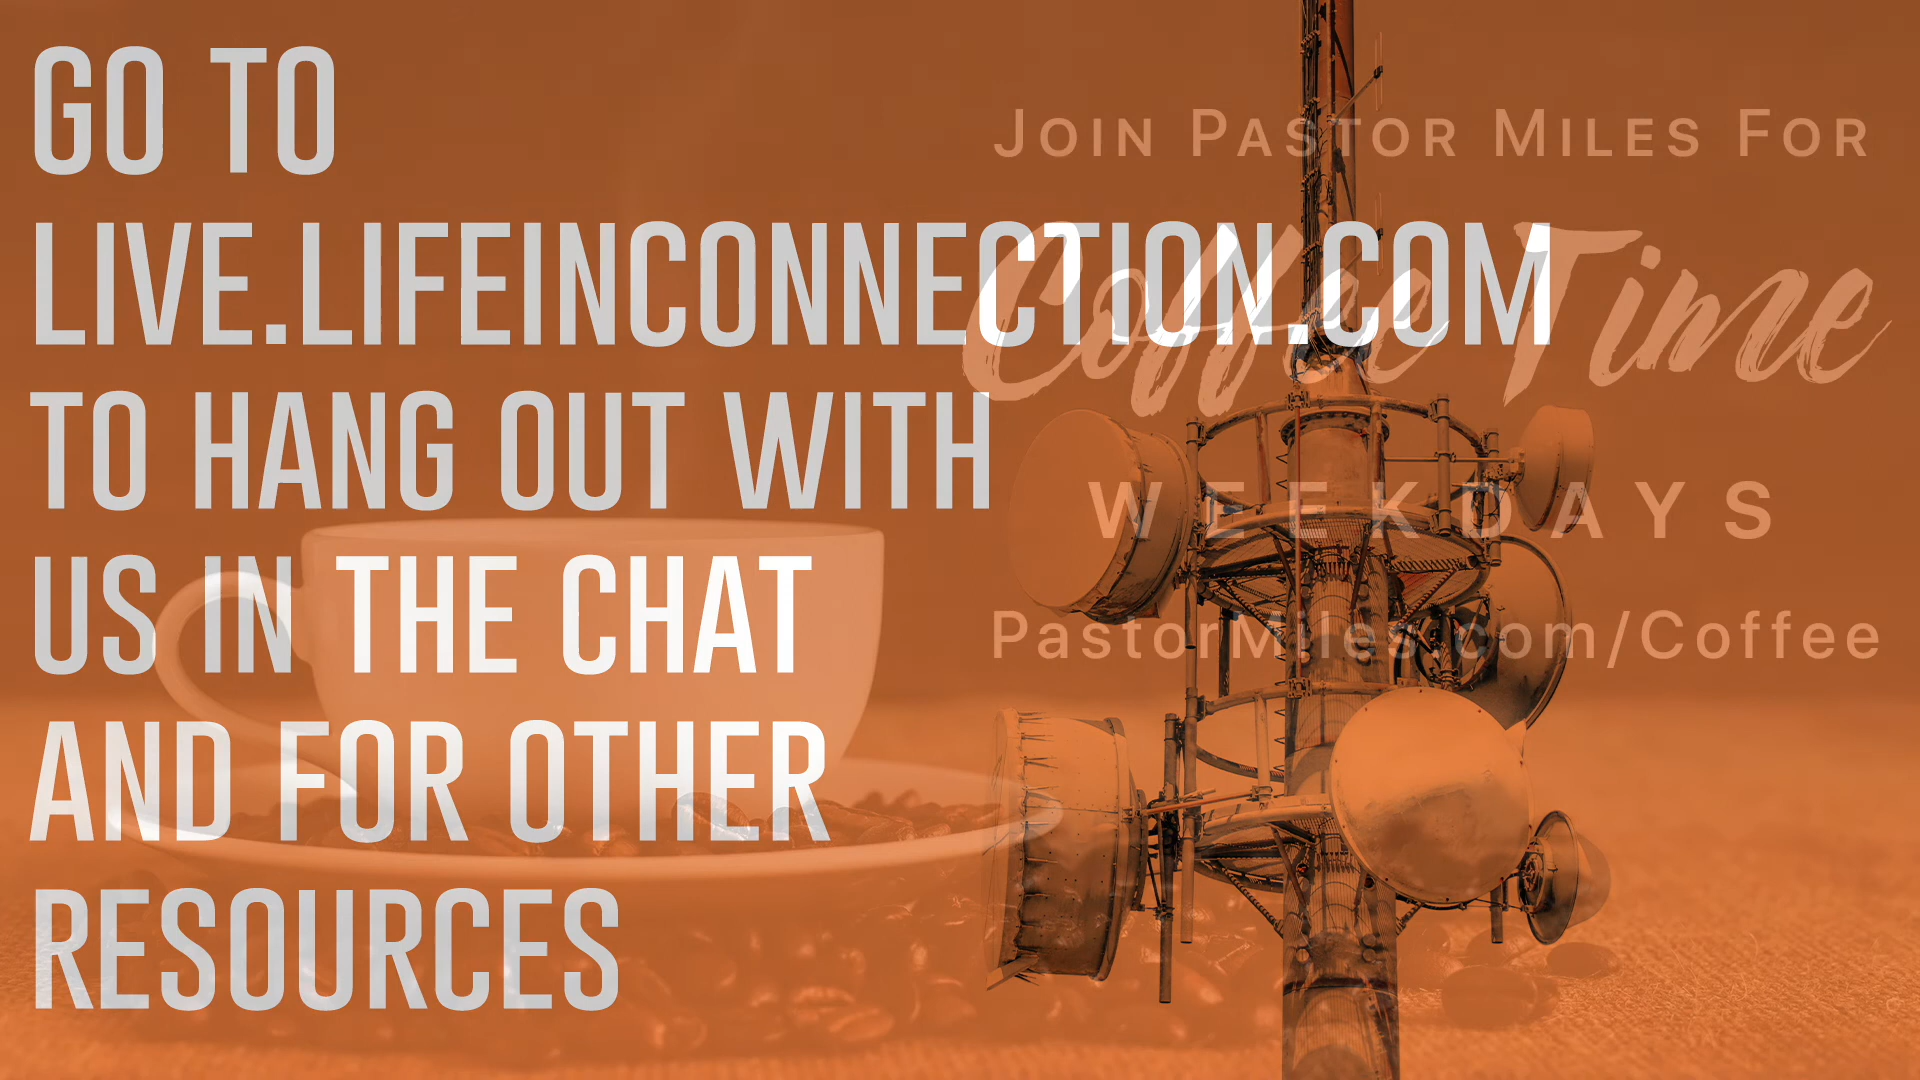 GO TO
LIVE.LIFEINCONNECTION.COM
TO HANG OUT WITH
US IN THE CHAT
AND FOR OTHER
RESOURCES
Join Pastor Miles For
Coffee Time
WEEKDAYS
PastorMiles.com/Coffee